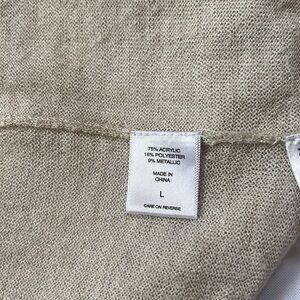 75% ACRYLIC
16% POLYESTER
9% METALLIC
MADE IN
CHINA
L
CARE ON REVERSE